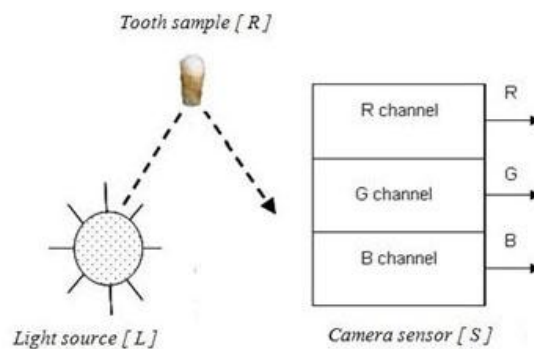 Tooth sample [ R ]
R channel
R
G channel
G
B channel
B
Light source [ L ]
Camera sensor [ S ]